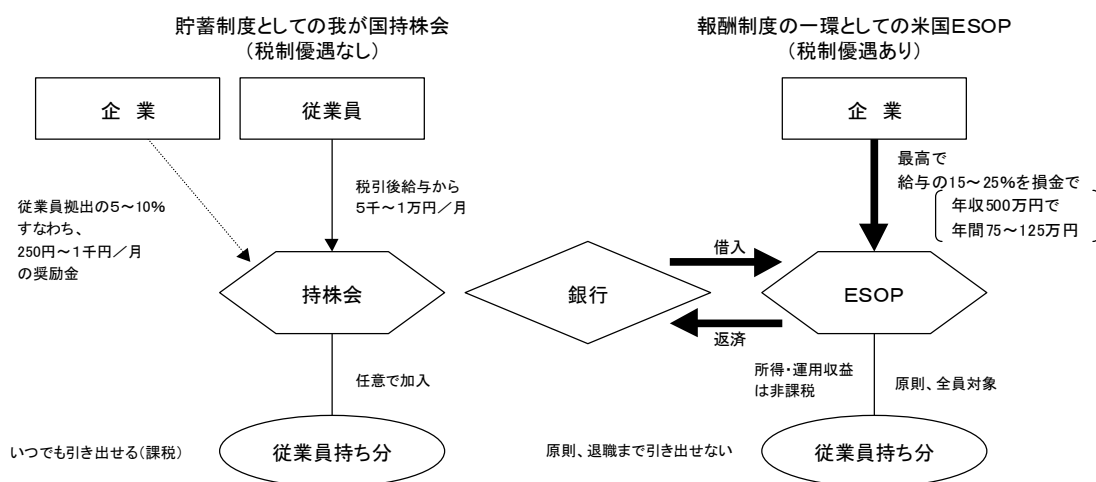 貯蓄制度としての我が国持株会
(税制優遇なし)
企　業
従業員
従業員拠出の5～10%
すなわち、
250円～1千円／月
の奨励金
税引後給与から
5千～1万円／月
持株会
任意で加入
いつでも引き出せる(課税)
従業員持ち分
報酬制度の一環としての米国ESOP
(税制優遇あり)
企　業
最高で
給与の15～25%を損金で
年収500万円で
年間75～125万円
銀行
借入
返済
ESOP
所得・運用収益
は非課税
原則、全員対象
原則、退職まで引き出せない
従業員持ち分